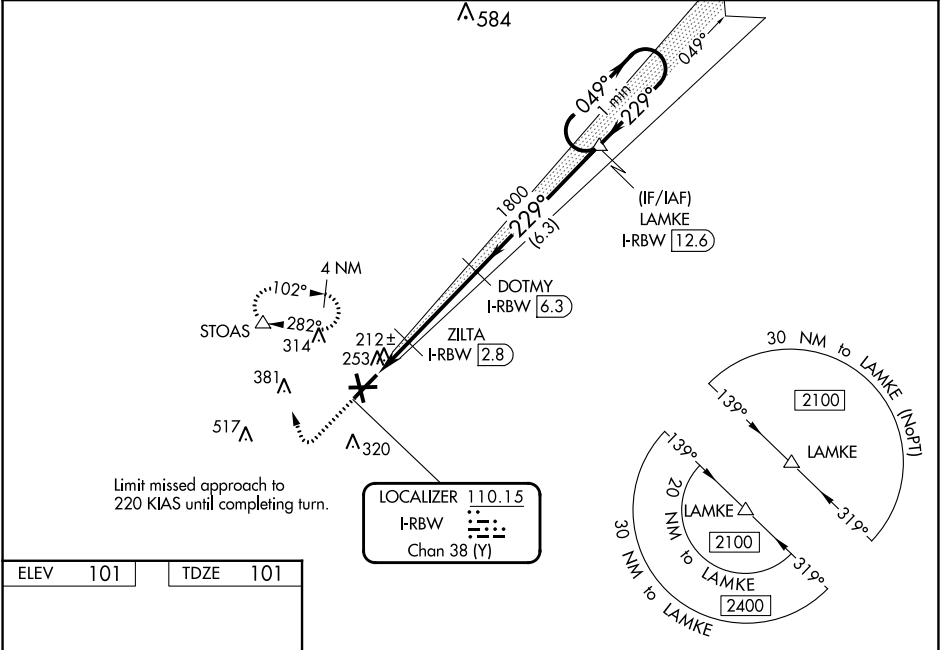 584
049°
049°
1 min
229°
1800
229°
(6.3)
(IF/IAF)
LAMKE
I-RBW 12.6
4 NM
102°
DOTMY
I-RBW 6.3
STOAS
282°
314
212 ±
253
ZILTA
I-RBW 2.8
381
517
320
30 NM to LAMKE (NoPT)
139°
2100
LAMKE
319°
139°
LAMKE
20 NM to LAMKE
2100
319°
30 NM to LAMKE
2400
Limit missed approach to
220 KIAS until completing turn.
LOCALIZER 110.15
I-RBW
Chan 38 (Y)
ELEV 101
TDZE 101